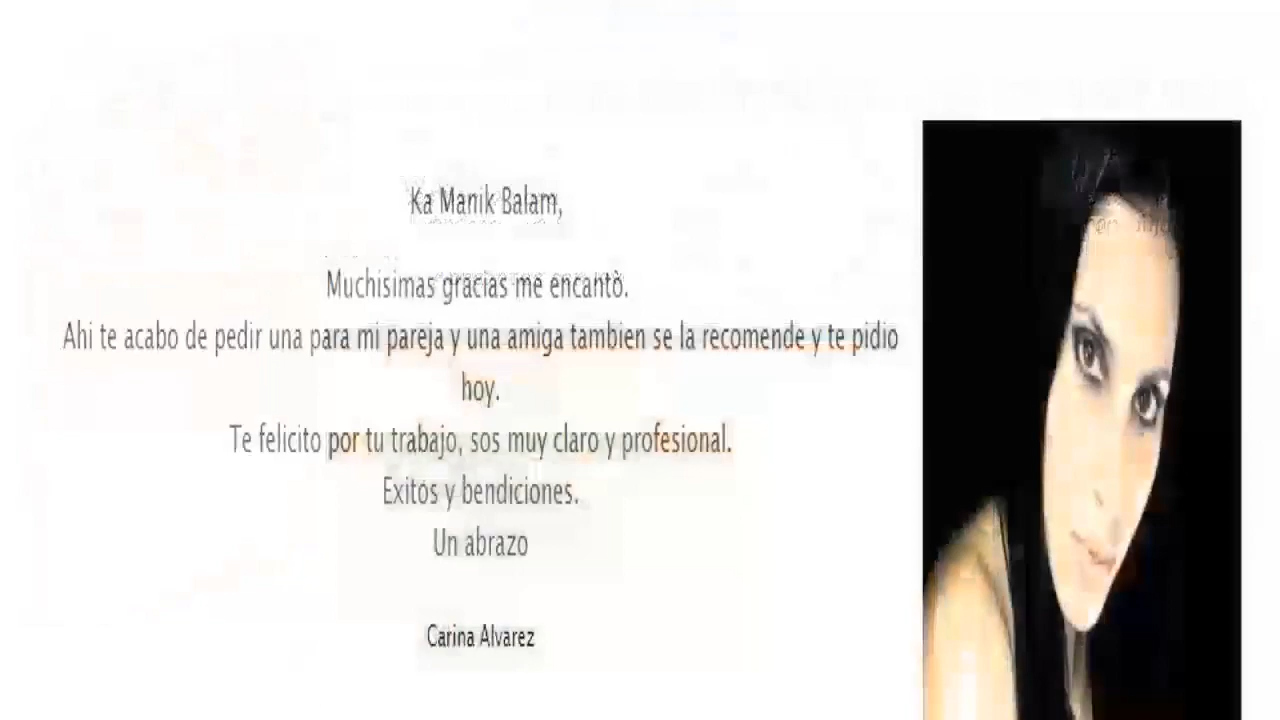 Ka Manik Balam,
Muchisimas gracias me encantò.
Ahi te acabo de pedir una para mi pareja y una amiga tambien se la recomende y te pidio
hoy.
Te felicito por tu trabajo, sos muy claro y profesional.
Exitos y bendiciones.
Un abrazo
Carina Alvarez